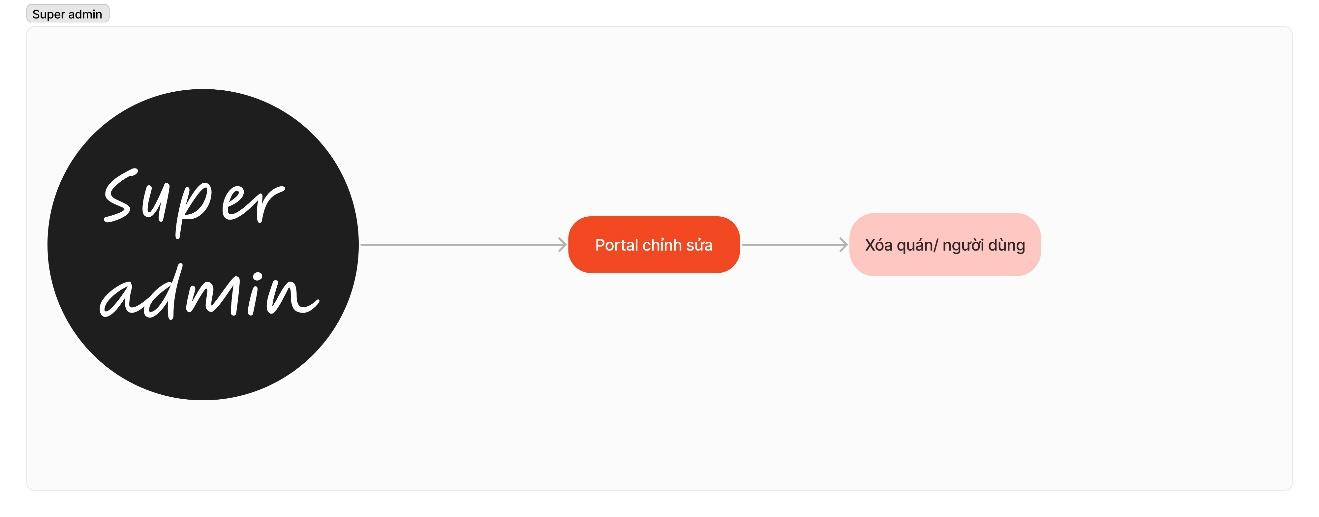 Super admin
Super
admin
Portal chỉnh sửa
Xóa quán/ người dùng